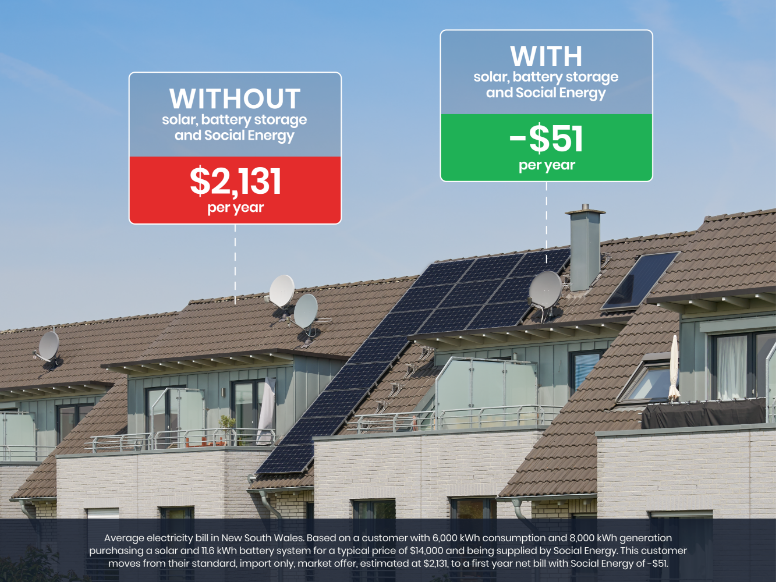 WITHOUT
solar, battery storage
and Social Energy
$2,131
per year
WITH
solar, battery storage
and Social Energy
-$51
per year
Average electricity bill in New South Wales. Based on a customer with 6,000 kWh consumption and 8,000 kWh generation
purchasing a solar and 11.6 kWh battery system for a typical price of $14,000 and being supplied by Social Energy. This customer
moves from their standard, import only, market offer, estimated at $2,131, to a first year net bill with Social Energy of -$51.